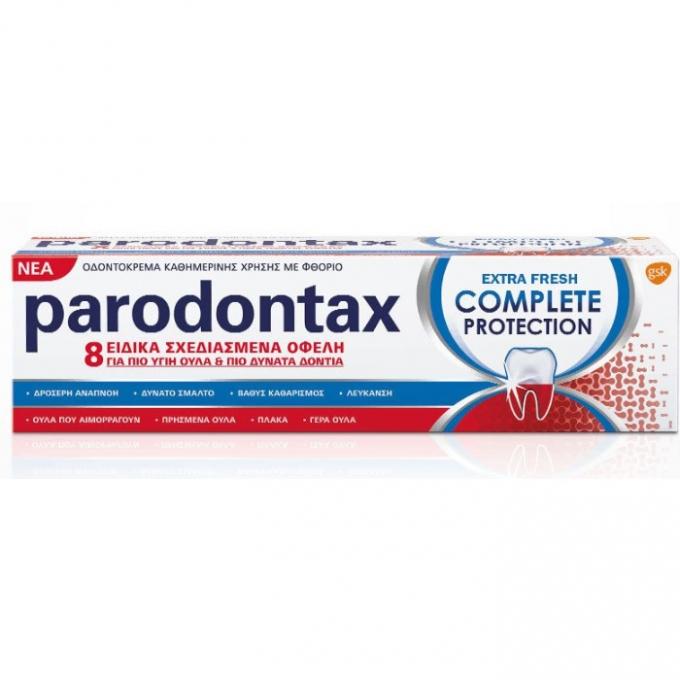 ΝΕΑ
ΟΔΟΝΤΟΚΡΕΜΑ ΚΑΘΗΜΕΡΙΝΗΣ ΧΡΗΣΗΣ ΜΕ ΦΘΟΡΙΟ
parodontax
8 ΕΙΔΙΚΑ ΣΧΕΔΙΑΣΜΕΝΑ ΟΦΕΛΗ
ΓΙΑ ΠΙΟ ΥΓΙΗ ΟΥΛΑ & ΠΙΟ ΔΥΝΑΤΑ ΔΟΝΤΙΑ
• ΔΡΟΣΕΡΗ ΑΝΑΠΝΟΗ • ΔΥΝΑΤΟ ΣΜΑΛΤΟ • ΒΑΘΥΣ ΚΑΘΑΡΙΣΜΟΣ • ΛΕΥΚΑΝΣΗ
• ΟΥΛΑ ΠΟΥ ΑΙΜΟΡΡΑΓΟΥΝ • ΠΡΗΣΜΕΝΑ ΟΥΛΑ • ΠΛΑΚΑ • ΓΕΡΑ ΟΥΛΑ
EXTRA FRESH
COMPLETE
PROTECTION
gsk